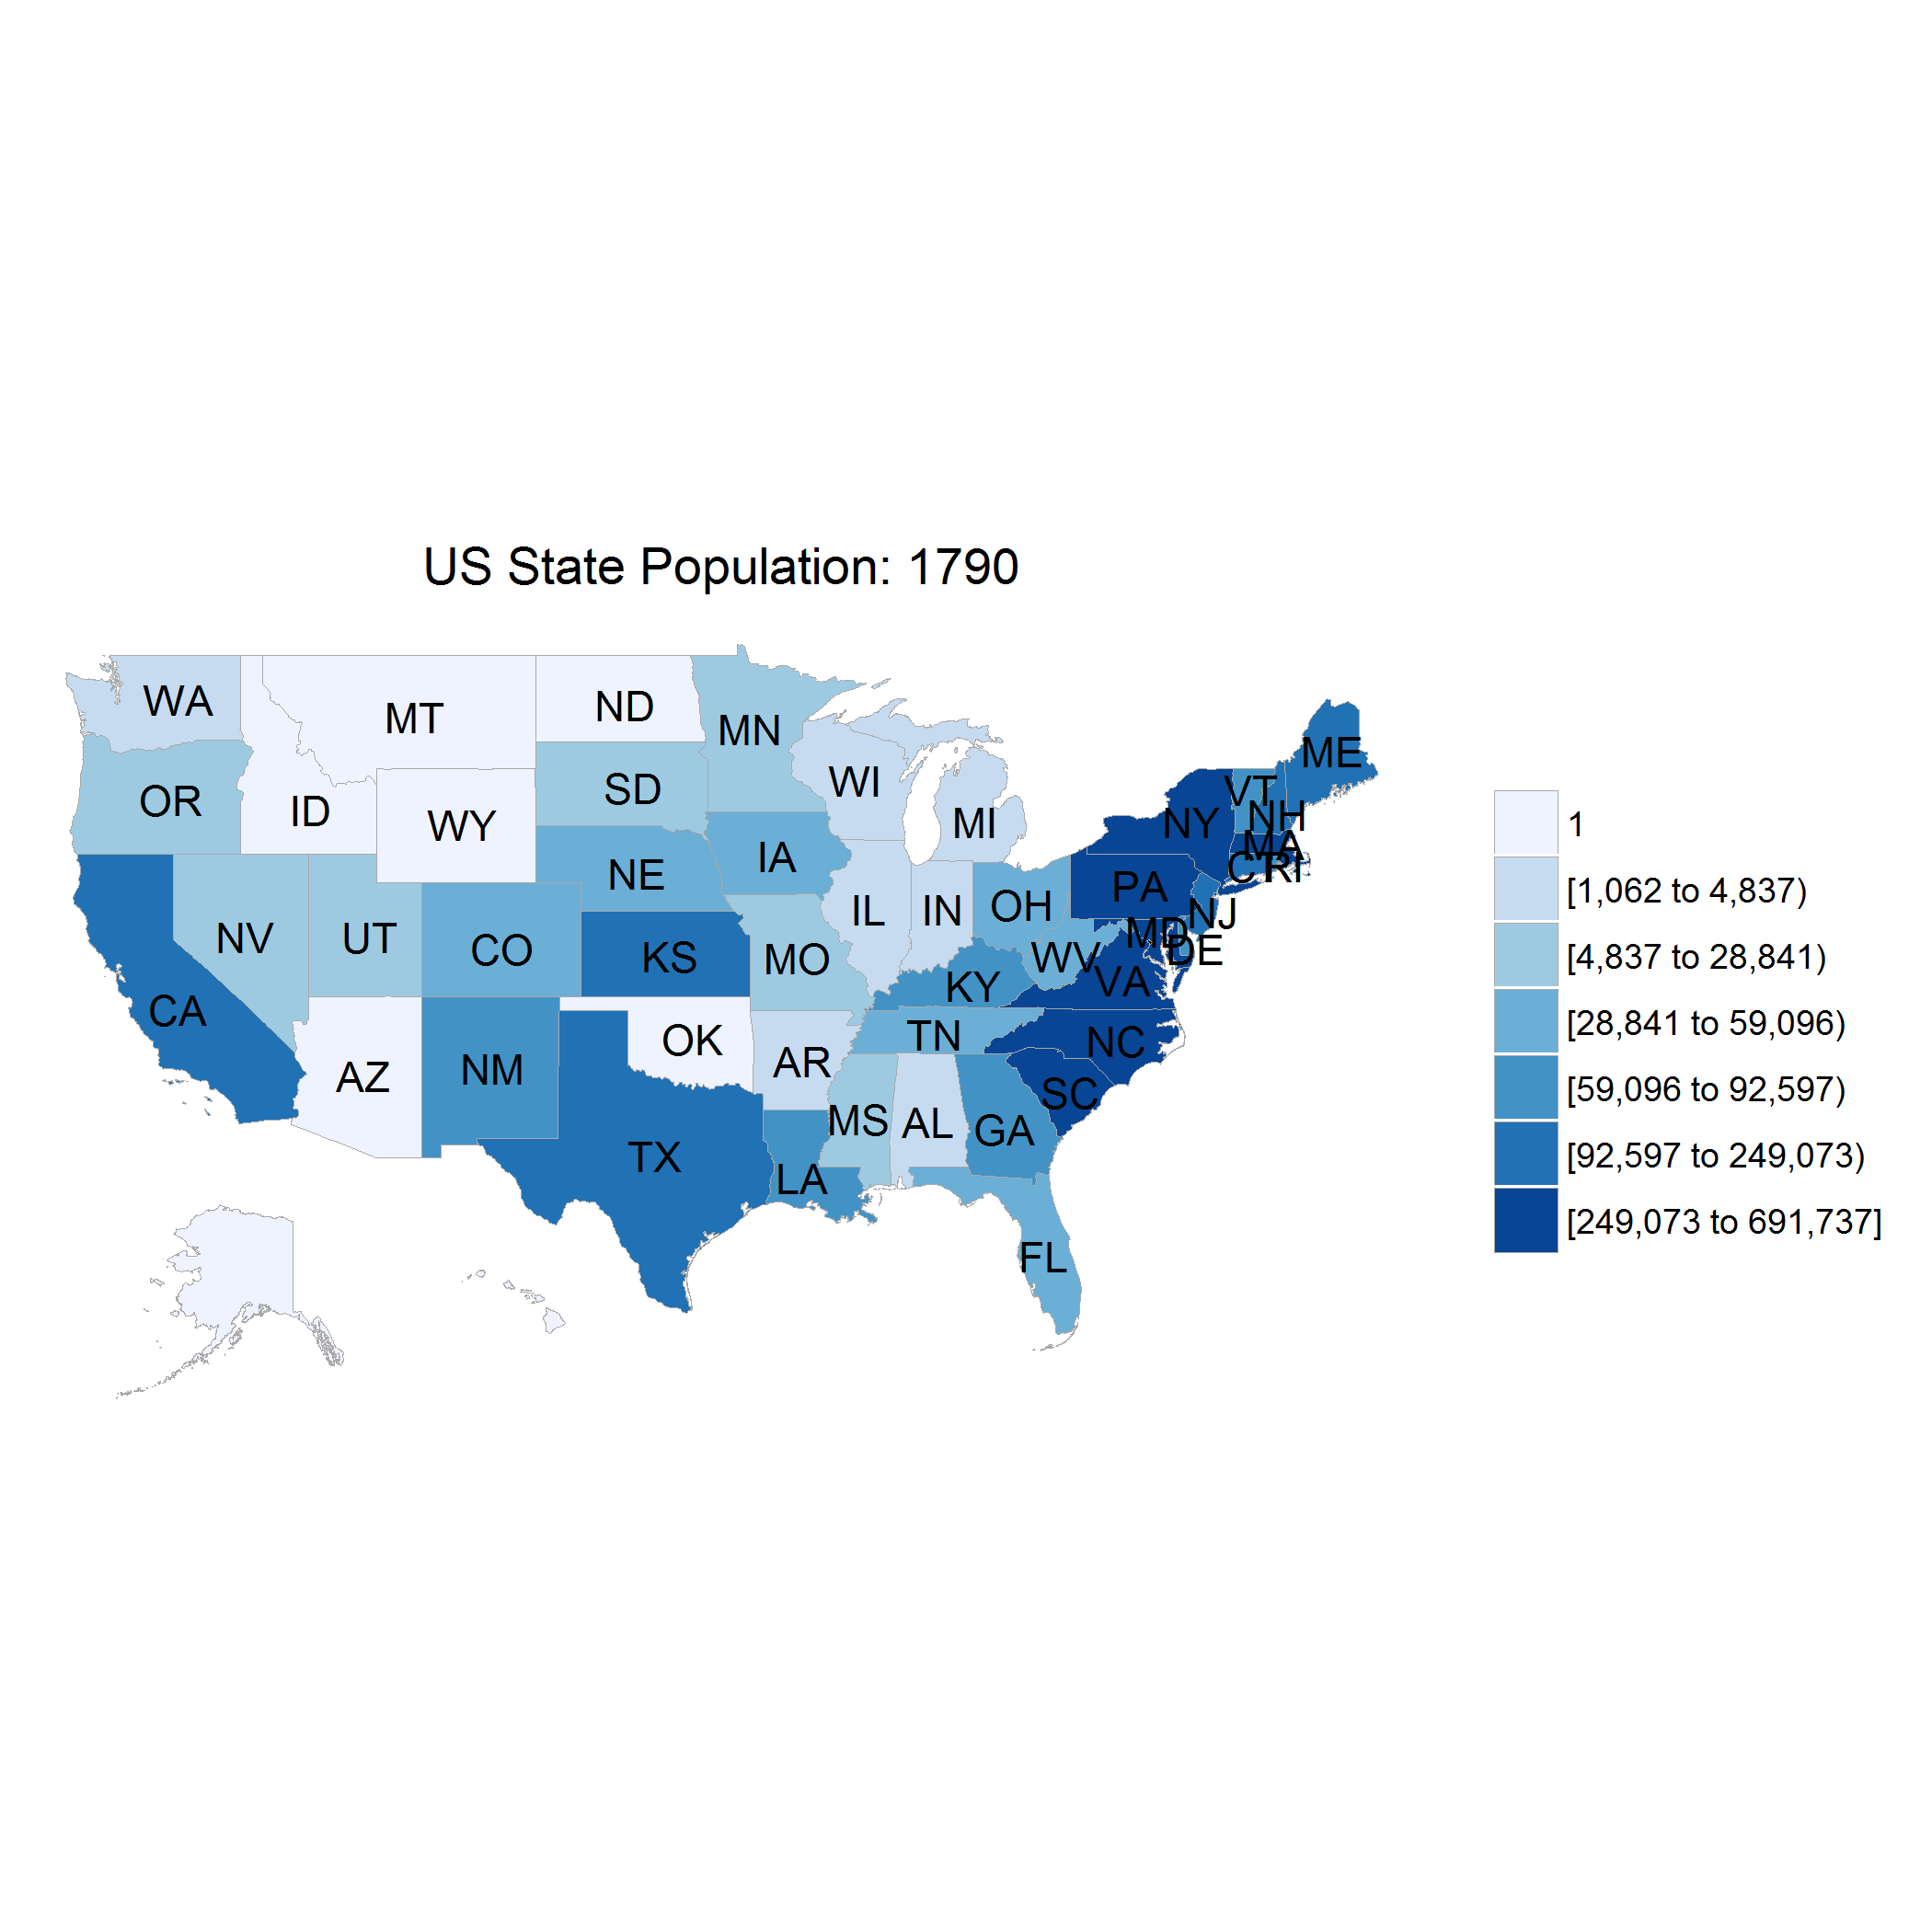 US State Population: 1790
WA
MT
ND
MN
ME
OR
ID
WY
SD
WI
MI
NY
VT
NH
MA
CT
RI
NE
IA
PA
NJ
NV
UT
CO
KS
MO
IL
IN
OH
MD
DE
WV
VA
KY
CA
AZ
NM
OK
AR
TN
NC
SC
TX
LA
MS
AL
GA
FL
1
[1,062 to 4,837)
[4,837 to 28,841)
[28,841 to 59,096)
[59,096 to 92,597)
[92,597 to 249,073)
[249,073 to 691,737]